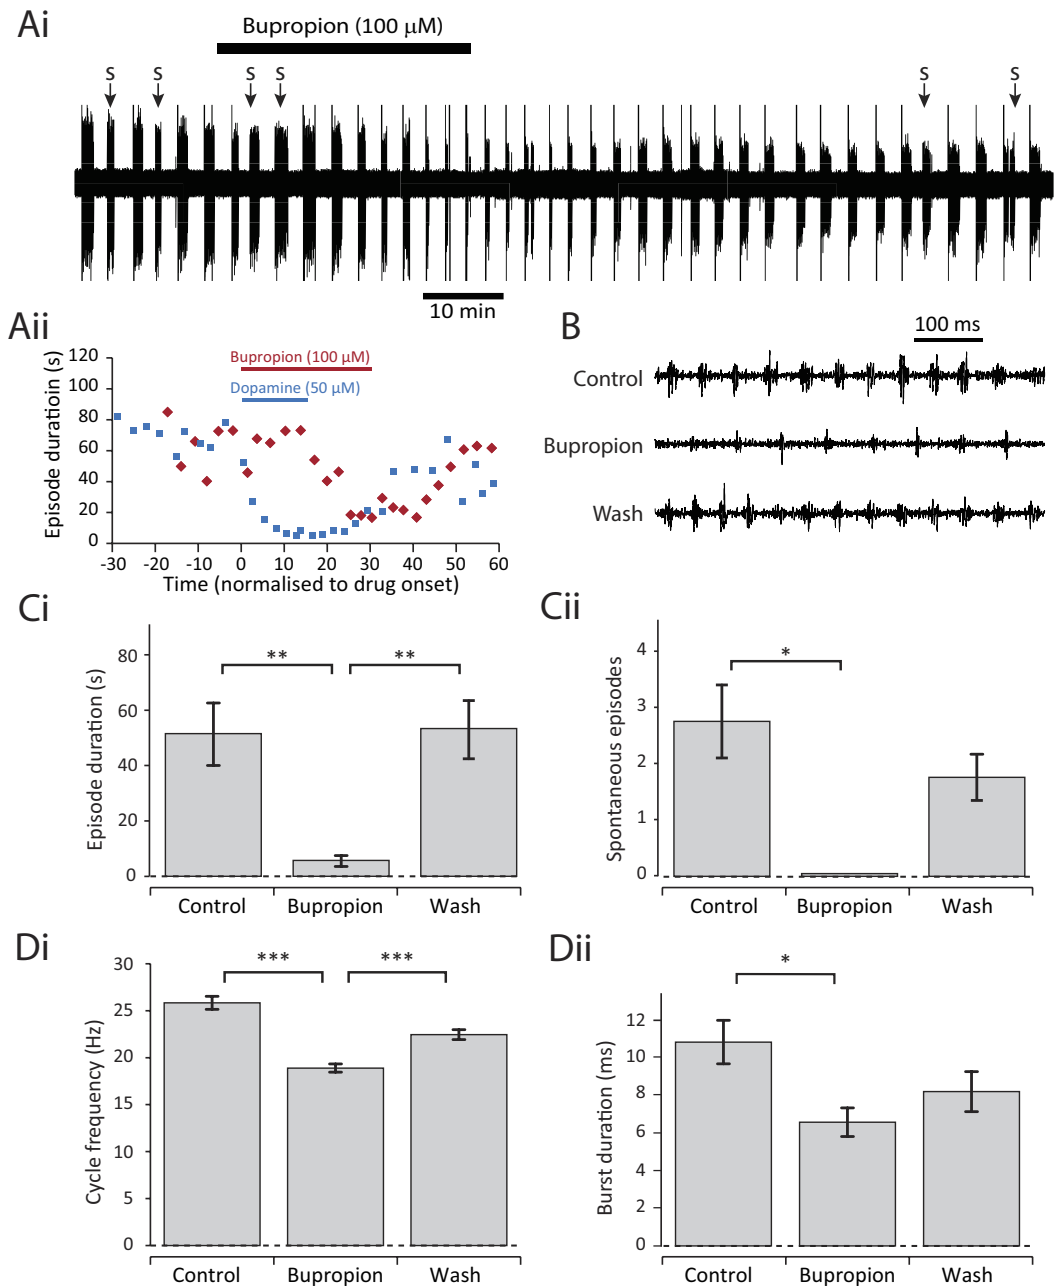 Ai
Bupropion (100 µM)
S S S S S S
10 min
Aii
Episode duratioin (s)
120
100
80
60
40
20
0
Bupropion (100 µM)
Dopamine (50 µM)
-30 -20 -10 0 10 20 30 40 50 60
Time (normalised to drug onset)
B
100 ms
Control
Bupropion
Wash
Ci
Episode duration (s)
80
60
40
20
0
** **
Control Bupropion Wash
Cii
Spontaneous episodes
4
3
2
1
0
*
Control Bupropion Wash
Di
Cycle frequency (Hz)
30
25
20
15
10
5
0
*** ***
Control Bupropion Wash
Dii
Burst duration (ms)
12
10
8
6
4
2
0
*
Control Bupropion Wash